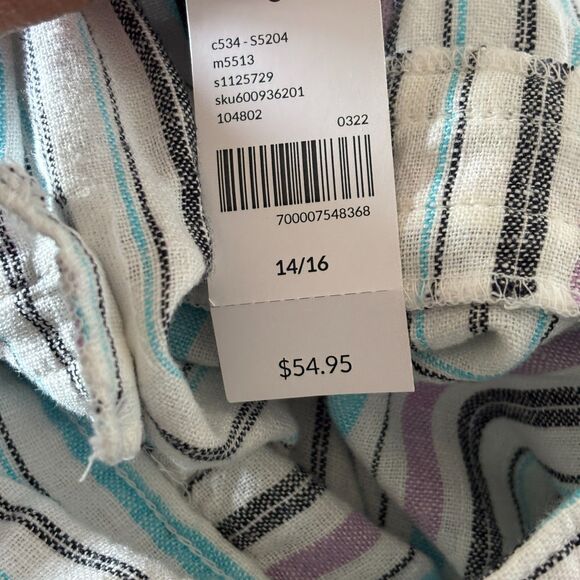 c534 - S5204
m5513
s1125729
sku600936201
104802
0322
700007548368
14/16
$54.95